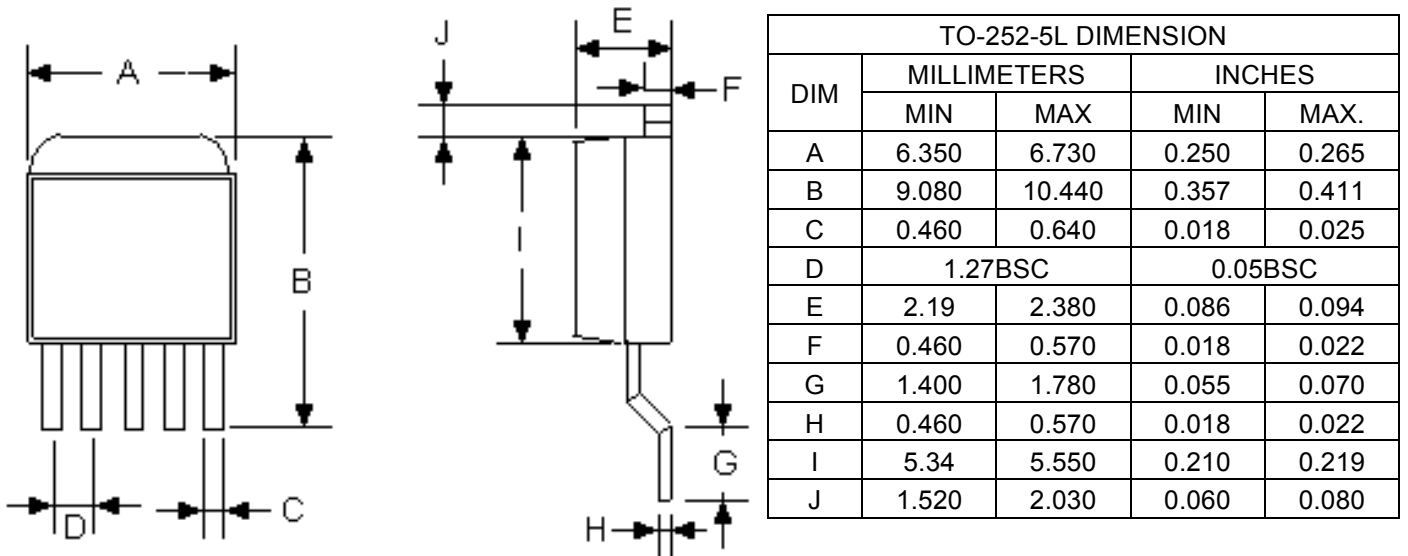 A
B
C
D
E
F
G
H
I
J
TO-252-5L DIMENSION
DIM MILLIMETERS INCHES
MIN MAX MIN MAX.
A 6.350 6.730 0.250 0.265
B 9.080 10.440 0.357 0.411
C 0.460 0.640 0.018 0.025
D 1.27BSC 0.05BSC
E 2.19 2.380 0.086 0.094
F 0.460 0.570 0.018 0.022
G 1.400 1.780 0.055 0.070
H 0.460 0.570 0.018 0.022
I 5.34 5.550 0.210 0.219
J 1.520 2.030 0.060 0.080